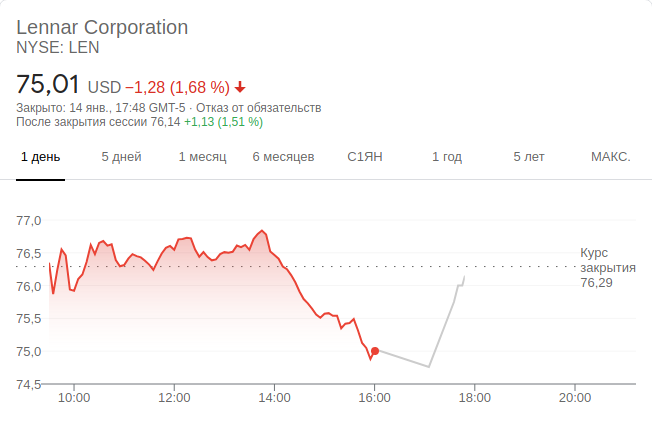 Lennar Corporation
NYSE: LEN
75,01 USD −1,28 (1,68 %)
Закрыто: 14 янв., 17:48 GMT-5 · Отказ от обязательств
После закрытия сессии 76,14 +1,13 (1,51 %)
1 день 5 дней 1 месяц 6 месяцев С1ЯН 1 год 5 лет МАКС.
77,0
76,5
Курс
закрытия
76,29
76,0
75,5
75,0
74,5
10:00 12:00 14:00 16:00 18:00 20:00